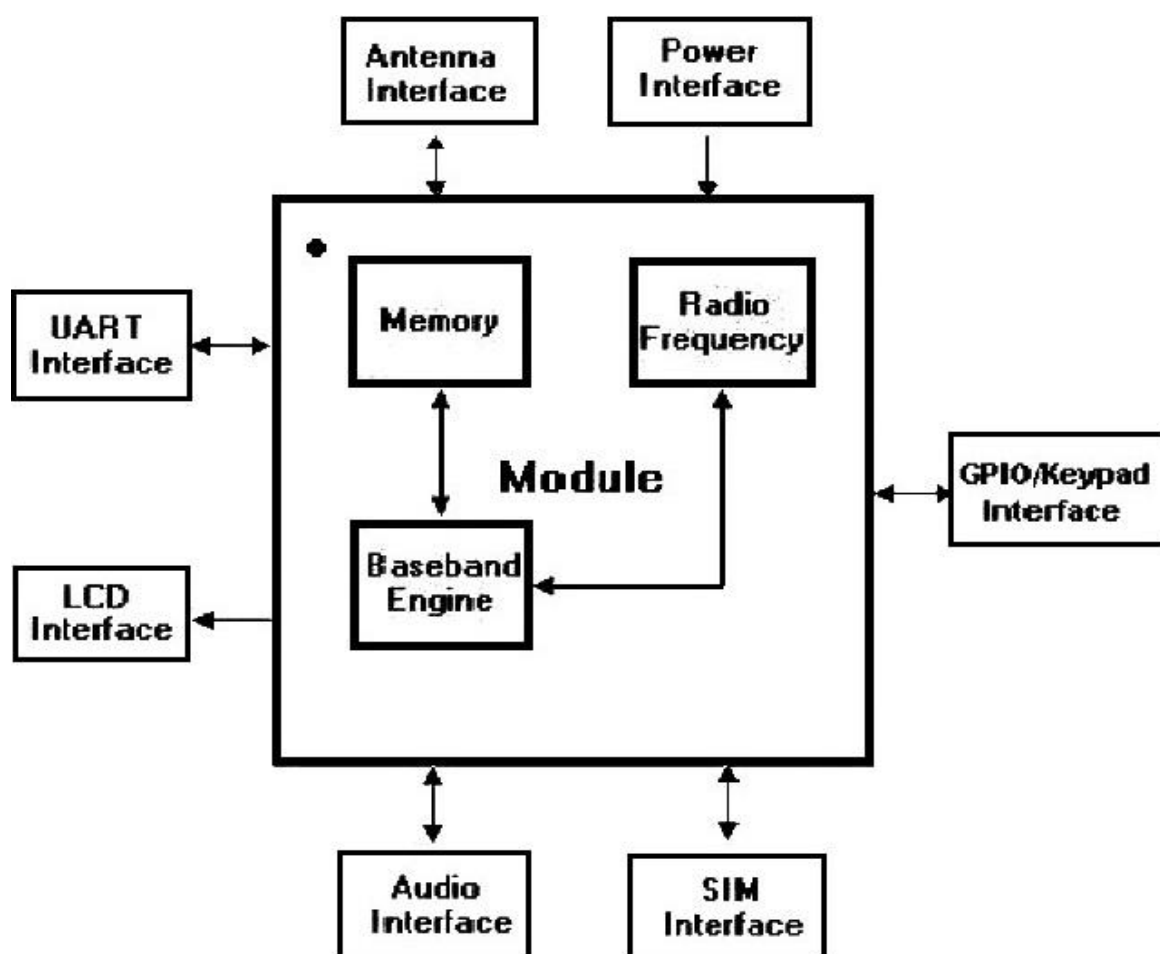 Antenna
Interface
Power
Interface
UART
Interface
Memory
Radio
Frequency
Module
GPIO/Keypad
Interface
Baseband
Engine
LCD
Interface
Audio
Interface
SIM
Interface